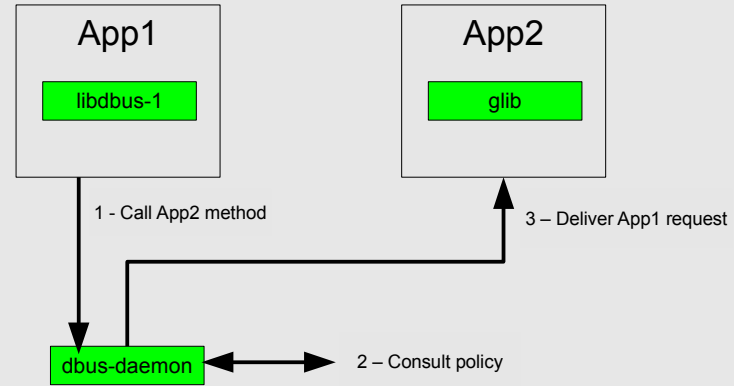 App1
App2
libdbus-1
glib
1 - Call App2 method
3 – Deliver App1 request
dbus-daemon
2 – Consult policy